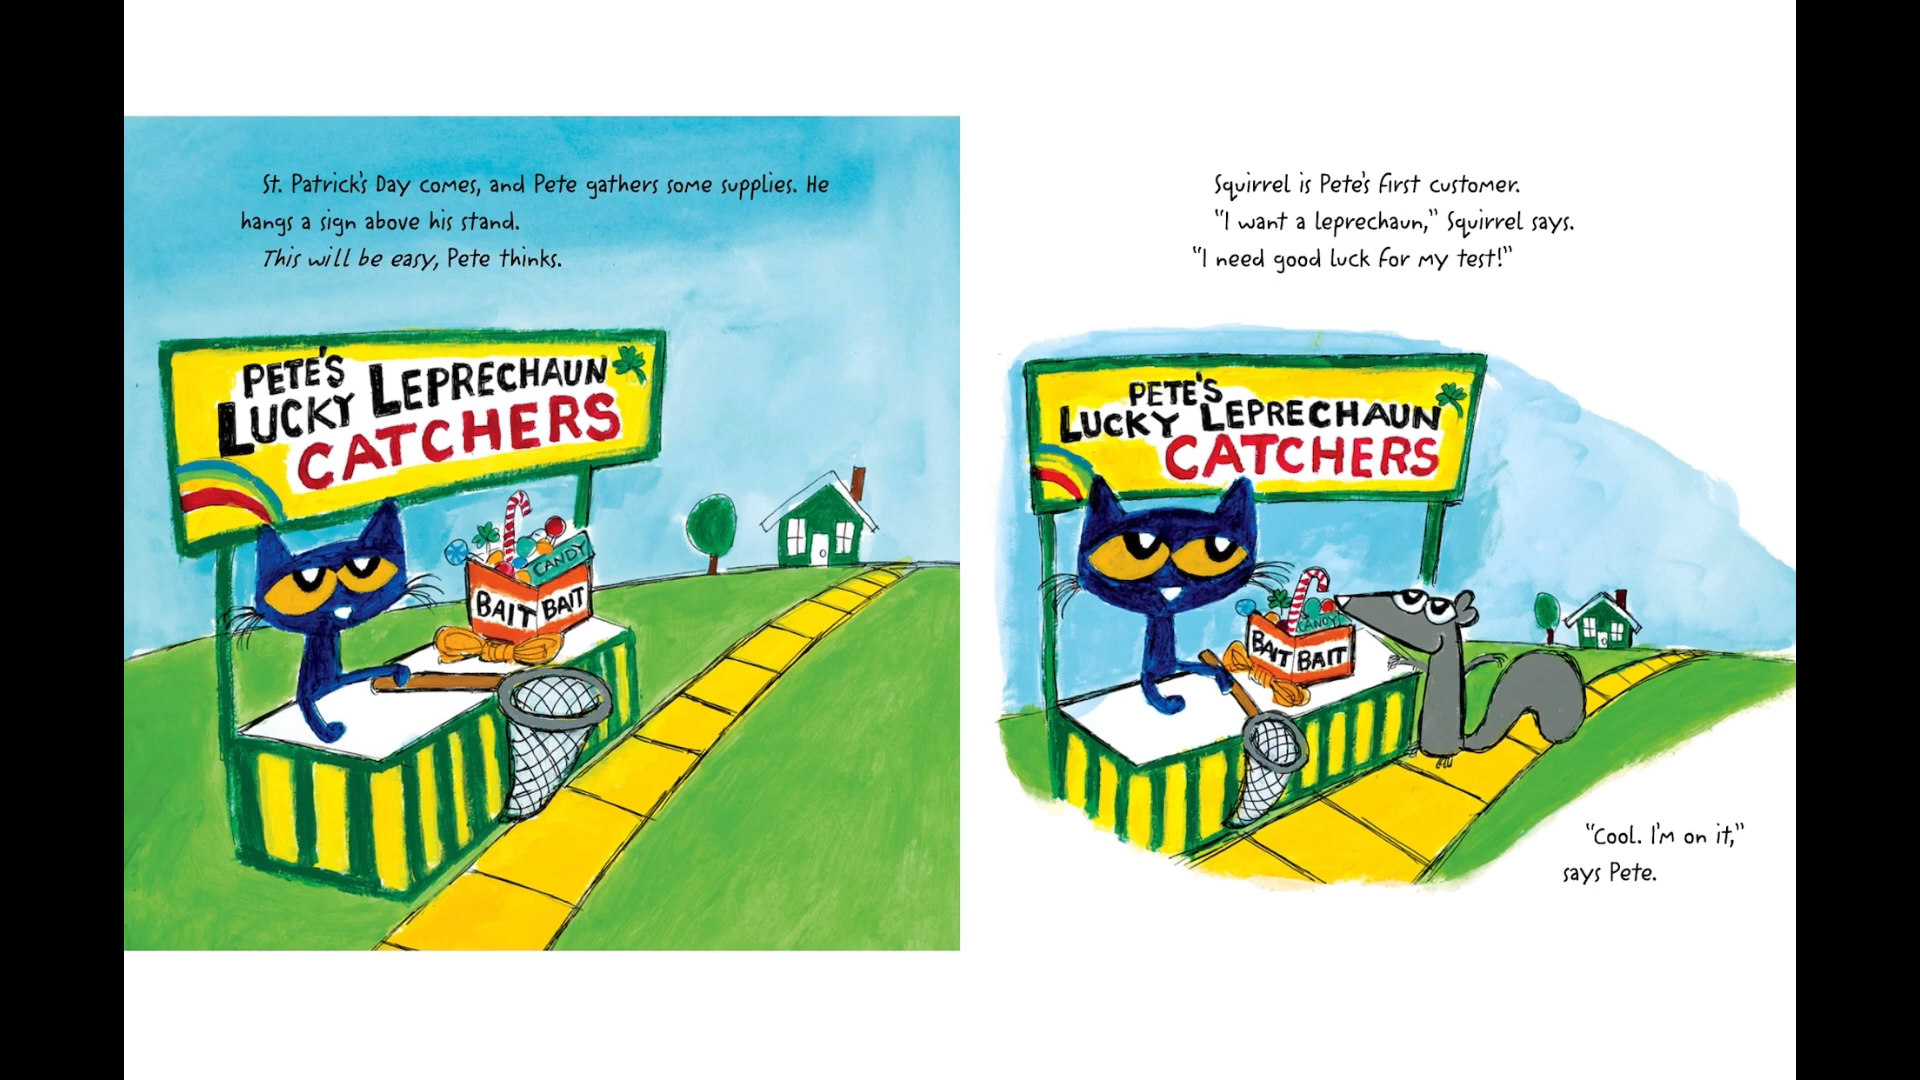 St. Patrick's Day comes, and Pete gathers some supplies. He
hangs a sign above his stand.
This will be easy, Pete thinks.
PETE'S
LUCKY LEPRECHAUN
CATCHERS
CANDY
BAIT BAIT
Squirrel is Pete's first customer.
"I want a leprechaun," Squirrel says.
"I need good luck for my test!"
PETE'S
LUCKY LEPRECHAUN
CATCHERS
CANDY
BAIT BAIT
"Cool. I'm on it,"
says Pete.